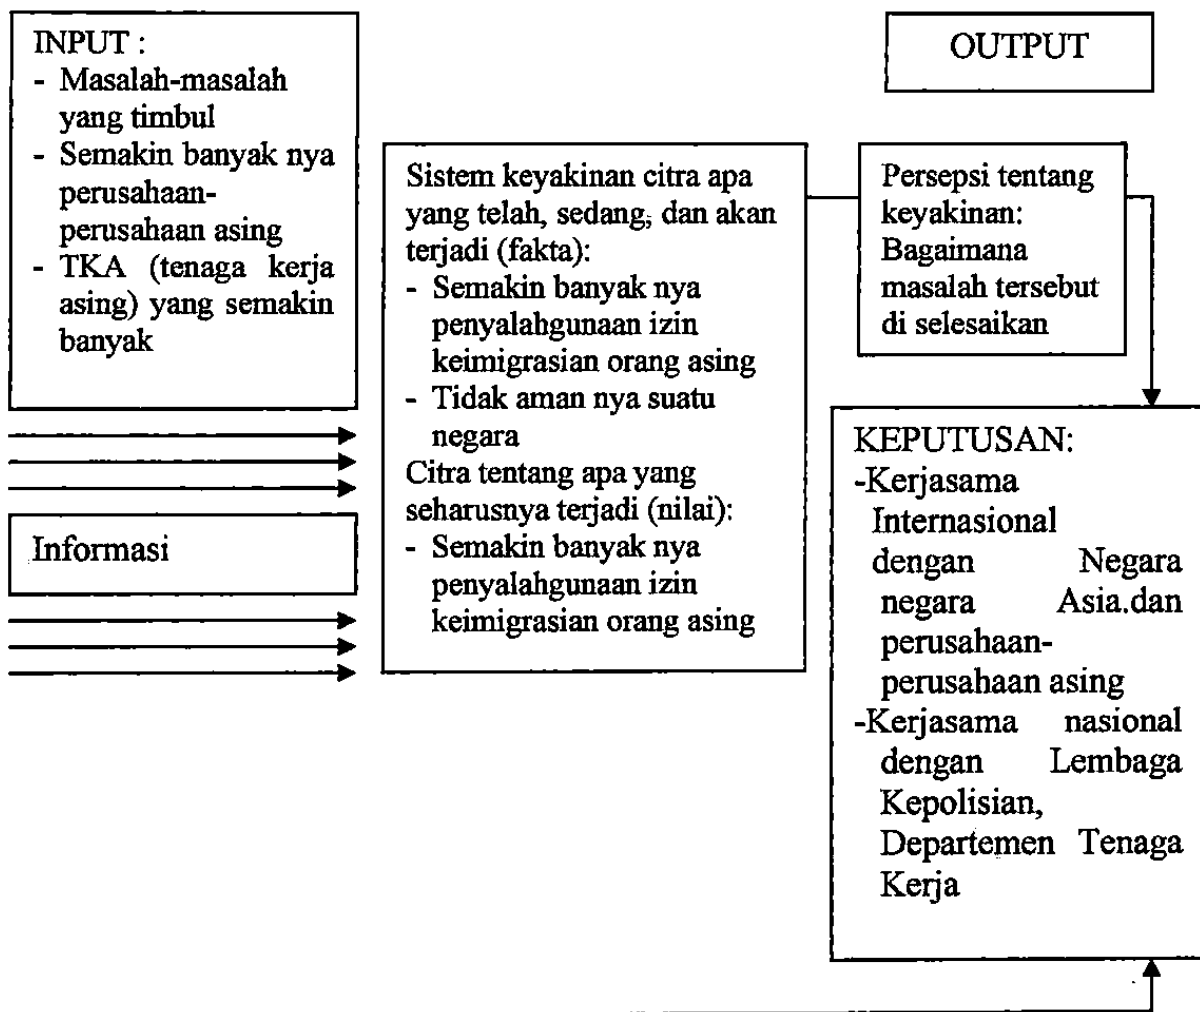 INPUT :
- Masalah-masalah
yang timbul
- Semakin banyak nya
perusahaan-
perusahaan asing
- TKA (tenaga kerja
asing) yang semakin
banyak
Informasi
Sistem keyakinan citra apa
yang telah, sedang, dan akan
terjadi (fakta):
- Semakin banyak nya
penyalahgunaan izin
keimigrasian orang asing
- Tidak aman nya suatu
negara
Citra tentang apa yang
seharusnya terjadi (nilai):
- Semakin banyak nya
penyalahgunaan izin
keimigrasian orang asing
OUTPUT
Persepsi tentang
keyakinan:
Bagaimana
masalah tersebut
di selesaikan
KEPUTUSAN:
-Kerjasama
Internasional
dengan Negara
negara Asia.dan
perusahaan-
perusahaan asing
-Kerjasama nasional
dengan Lembaga
Kepolisian,
Departemen Tenaga
Kerja